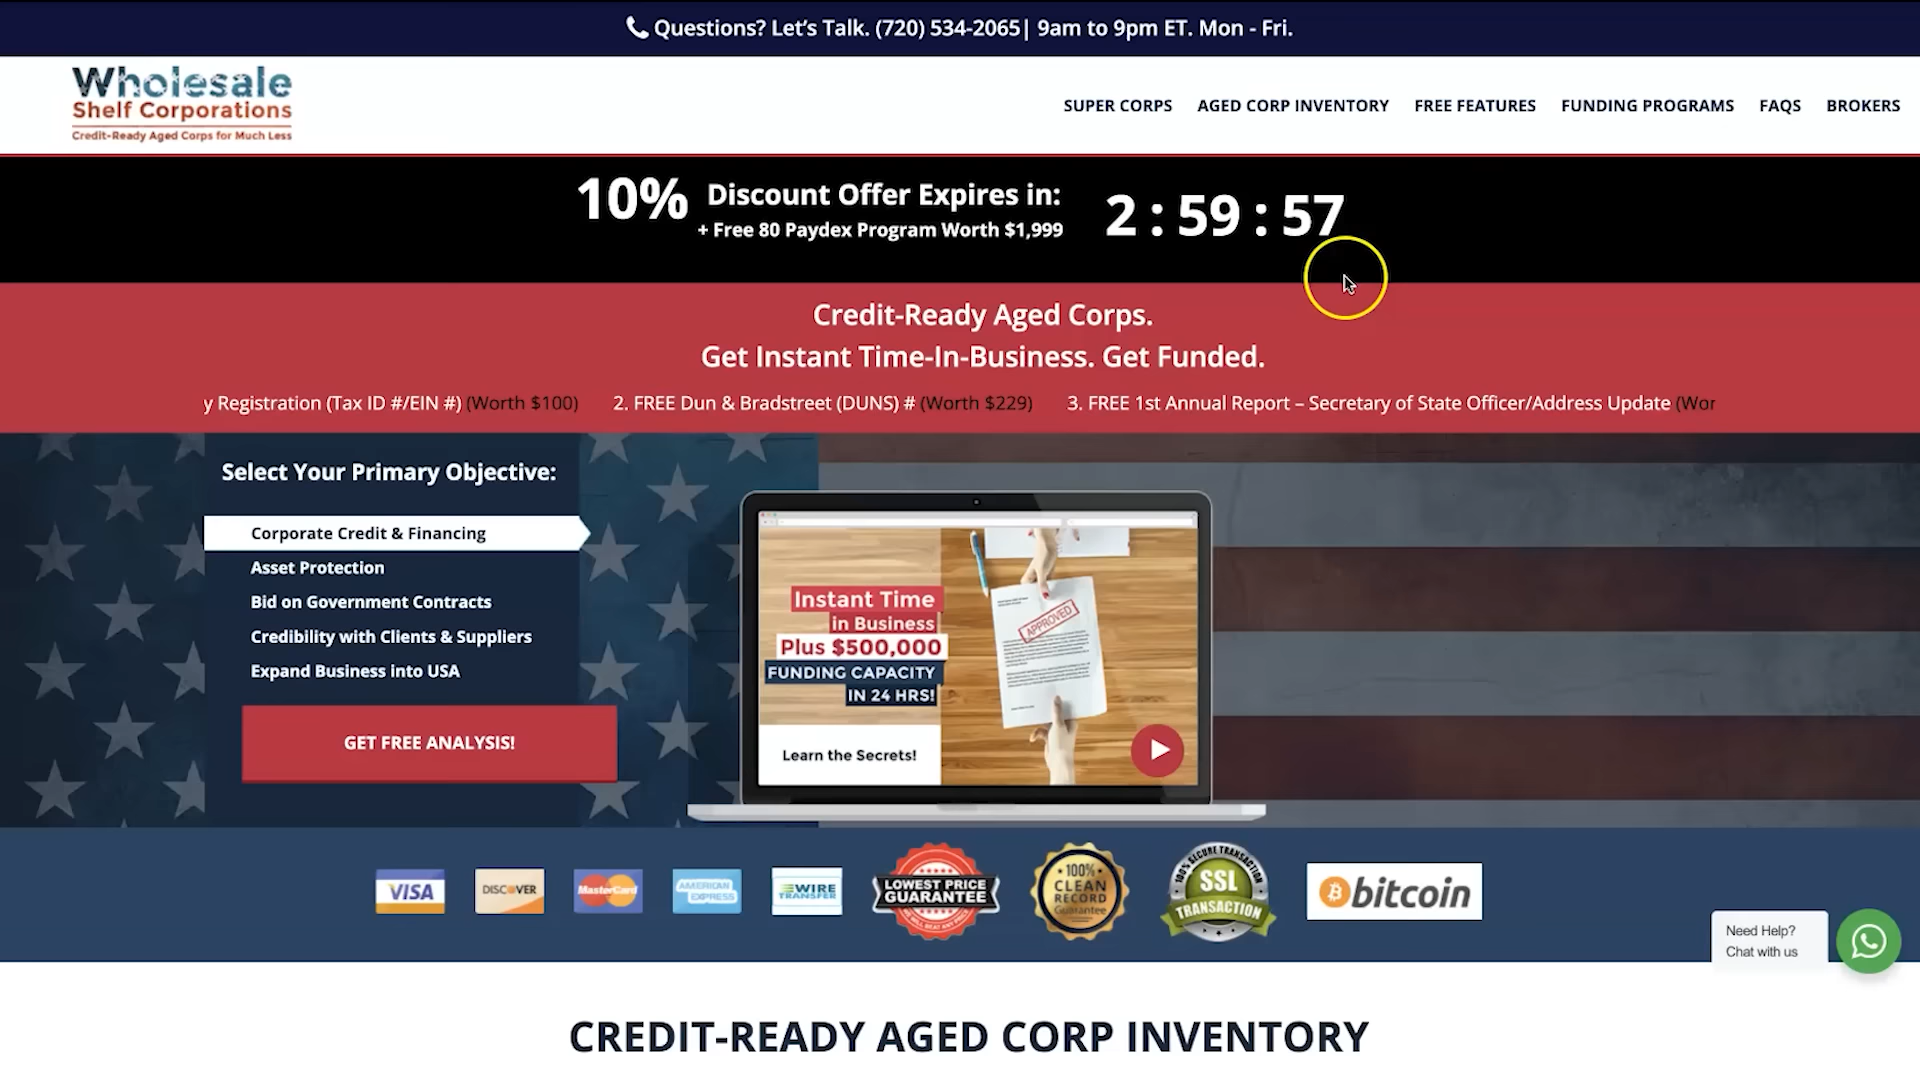 Questions? Let's Talk. (720) 534-2065| 9am to 9pm ET. Mon - Fri.
Wholesale
Shelf Corporations
Credit-Ready Aged Corps for Much Less
SUPER CORPS AGED CORP INVENTORY FREE FEATURES FUNDING PROGRAMS FAQS BROKERS
10% Discount Offer Expires in: 2 : 59 : 57
+ Free 80 Paydex Program Worth $1,999
Credit-Ready Aged Corps.
Get Instant Time-In-Business. Get Funded.
y Registration (Tax ID #/EIN #) (Worth $100) 2. FREE Dun & Bradstreet (DUNS) # (Worth $229) 3. FREE 1st Annual Report – Secretary of State Officer/Address Update (Wor
Select Your Primary Objective:
Corporate Credit & Financing
Asset Protection
Bid on Government Contracts
Credibility with Clients & Suppliers
Expand Business into USA
GET FREE ANALYSIS!
Instant Time
in Business
Plus $500,000
FUNDING CAPACITY
IN 24 HRS!
Learn the Secrets!
APPROVED
VISA
DISCOVER
MasterCard
AMERICAN EXPRESS
WIRE TRANSFER
LOWEST PRICE
GUARANTEE
100%
CLEAN
RECORD
Guarantee
100% SECURE TRANSACTION
SSL
TRANSACTION
bitcoin
Need Help?
Chat with us
CREDIT-READY AGED CORP INVENTORY